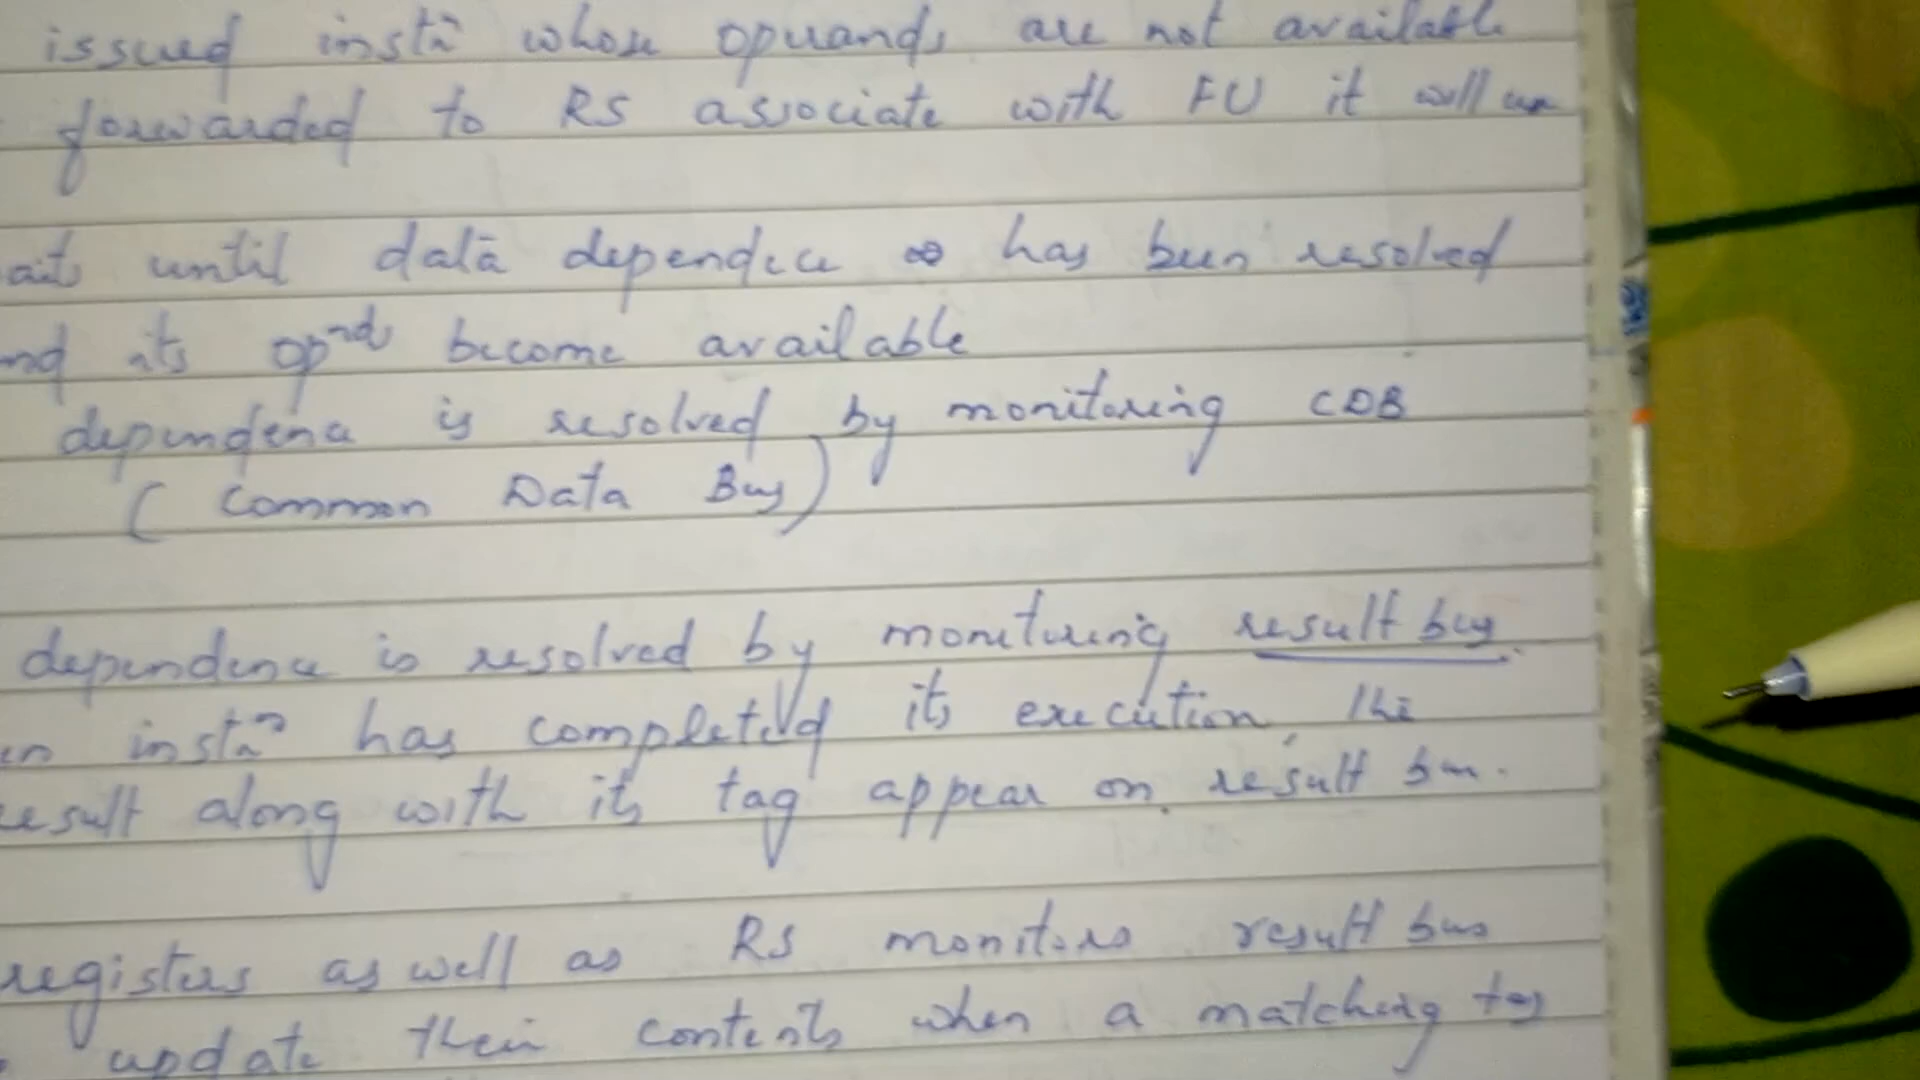 issued instn whose operands are not available
forwarded to RS associate with FU it will
until data dependece has been resolved
its opnds become available
dependence is resolved by monitoring CDB
(Common Data Bus)
dependence is resolved by monitoring result bus
instrn has completed its execution, the
result along with its tag appear on result bus.
registers as well as RS monitors result bus
update their contents when a matching tag